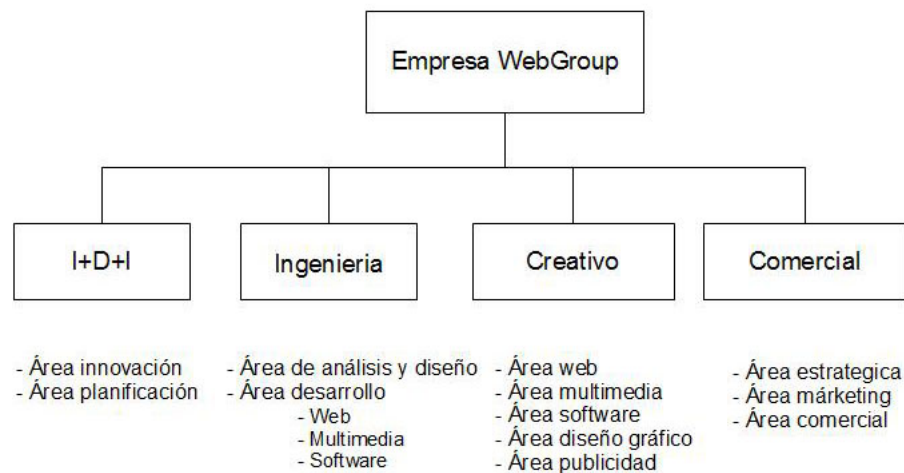 Empresa WebGroup
I+D+I
Ingenieria
Creativo
Comercial
- Área innovación
- Área planificación
- Área de análisis y diseño
- Área desarrollo
- Web
- Multimedia
- Software
- Área web
- Área multimedia
- Área software
- Área diseño gráfico
- Área publicidad
- Área estrategica
- Área márketing
- Área comercial